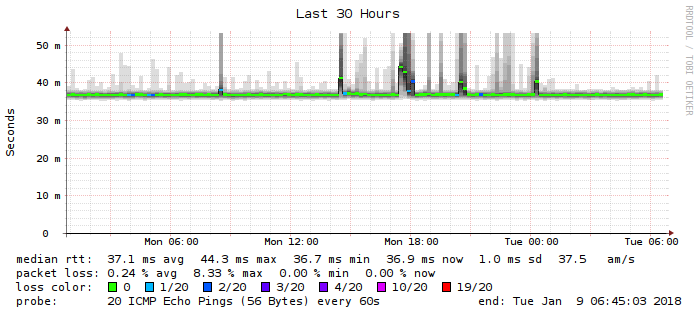 Last 30 Hours
RRDTOOL / TOBI OETIKER
Seconds
50 m
40 m
30 m
20 m
10 m
0
Mon 06:00 Mon 12:00 Mon 18:00 Tue 00:00 Tue 06:00
median rtt: 37.1 ms avg 44.3 ms max 36.7 ms min 36.9 ms now 1.0 ms sd 37.5 am/s
packet loss: 0.24 % avg 8.33 % max 0.00 % min 0.00 % now
loss color: 0 1/20 2/20 3/20 4/20 10/20 19/20
probe: 20 ICMP Echo Pings (56 Bytes) every 60s end: Tue Jan 9 06:45:03 2018